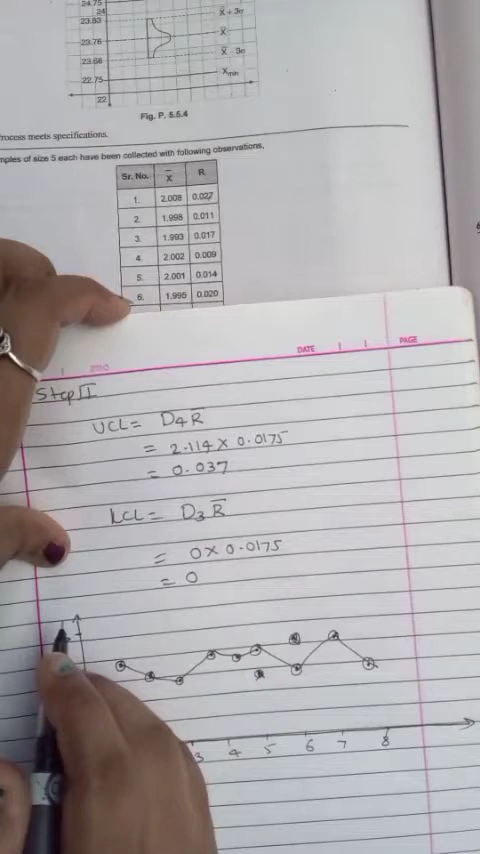 24.75
24
X̄ + 3σ
23.83
23.76
X̄
23.68
X̄ - 3σ
22.75
Xmin
22
Fig. P. 5.5.4
rocess meets specifications.
mples of size 5 each have been collected with following observations,
Sr. No. X̄ R
1. 2.008 0.027
2. 1.998 0.011
3. 1.993 0.017
4. 2.002 0.009
5. 2.001 0.014
6. 1.995 0.020
DATE PAGE
Step II
UCL = D4 R̄
= 2.114 × 0.0175
= 0.037
LCL = D3 R̄
= 0 × 0.0175
= 0
3 4 5 6 7 8